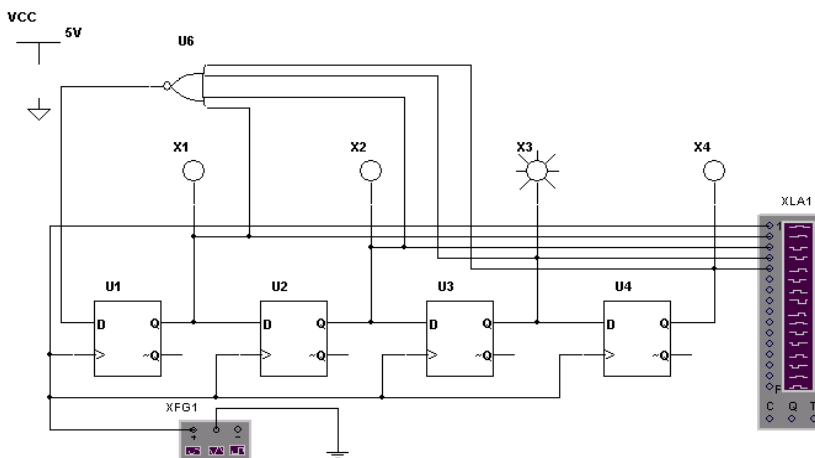 VCC
5V
U6
X1
X2
X3
X4
XLA1
1
U1
U2
U3
U4
D Q
D Q
D Q
D Q
~Q
~Q
~Q
~Q
F
XFG1
C Q T
+ −